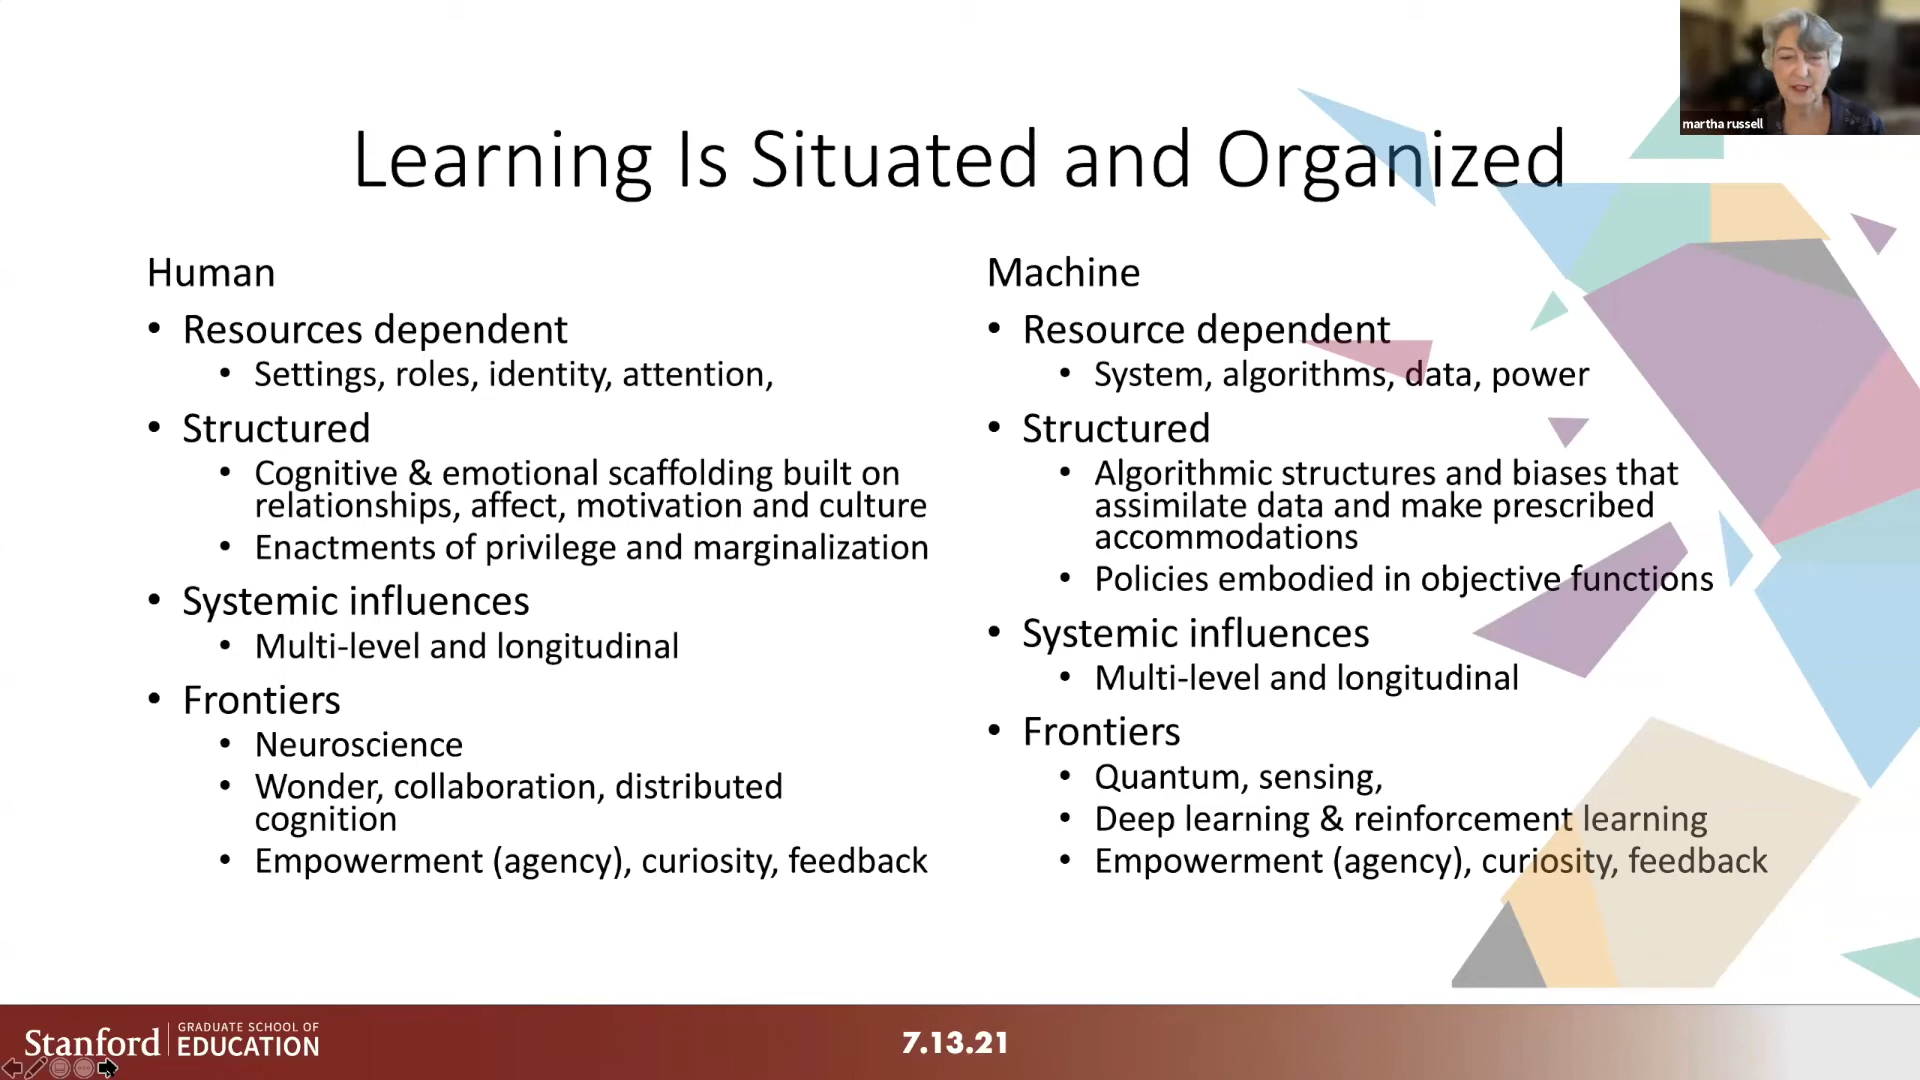 martha russell
Learning Is Situated and Organized
Human
• Resources dependent
• Settings, roles, identity, attention,
• Structured
• Cognitive & emotional scaffolding built on
relationships, affect, motivation and culture
• Enactments of privilege and marginalization
• Systemic influences
• Multi-level and longitudinal
• Frontiers
• Neuroscience
• Wonder, collaboration, distributed
cognition
• Empowerment (agency), curiosity, feedback
Machine
• Resource dependent
• System, algorithms, data, power
• Structured
• Algorithmic structures and biases that
assimilate data and make prescribed
accommodations
• Policies embodied in objective functions
• Systemic influences
• Multi-level and longitudinal
• Frontiers
• Quantum, sensing,
• Deep learning & reinforcement learning
• Empowerment (agency), curiosity, feedback
Stanford
GRADUATE SCHOOL OF
EDUCATION
7.13.21